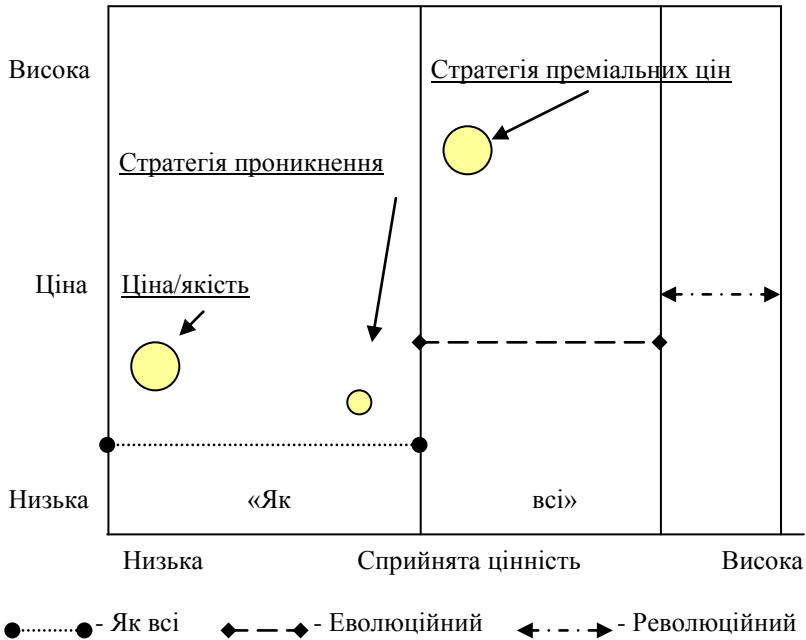 Висока
Стратегія преміальних цін
Стратегія проникнення
Ціна
Ціна/якість
Низька
«Як всі»
Низька
Сприйнята цінність
Висока
- Як всі
- Еволюційний
- Революційний